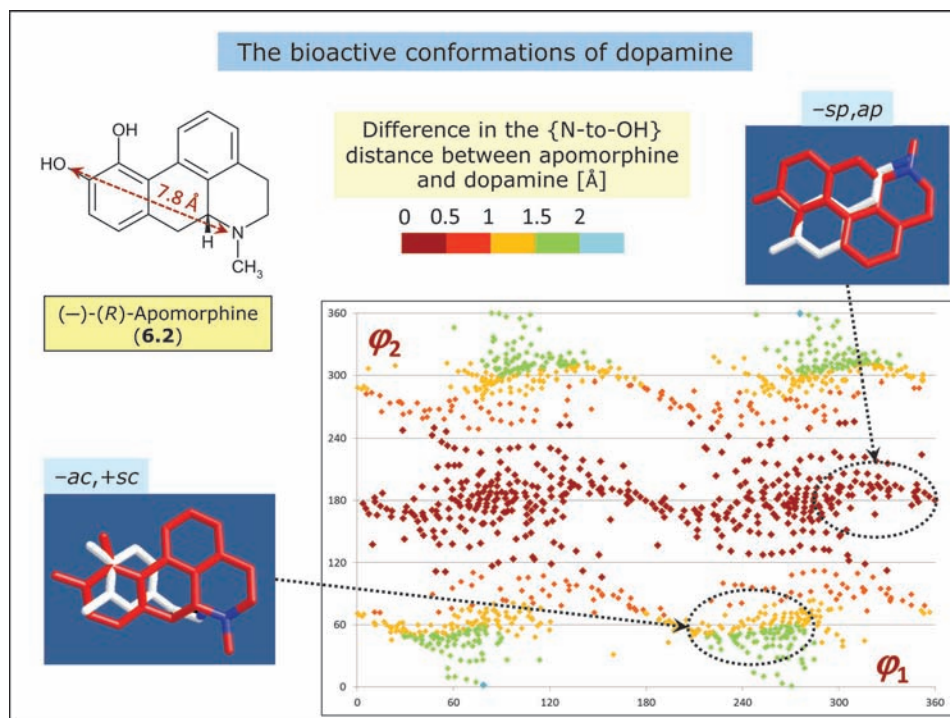 The bioactive conformations of dopamine
OH
HO
7.8 Å
H
N
CH₃
(−)-(R)-Apomorphine
(6.2)
Difference in the {N-to-OH}
distance between apomorphine
and dopamine [Å]
0 0.5 1 1.5 2
–sp,ap
–ac,+sc
φ₂
360
300
240
180
120
60
0
0 60 120 180 240 300 360
φ₁